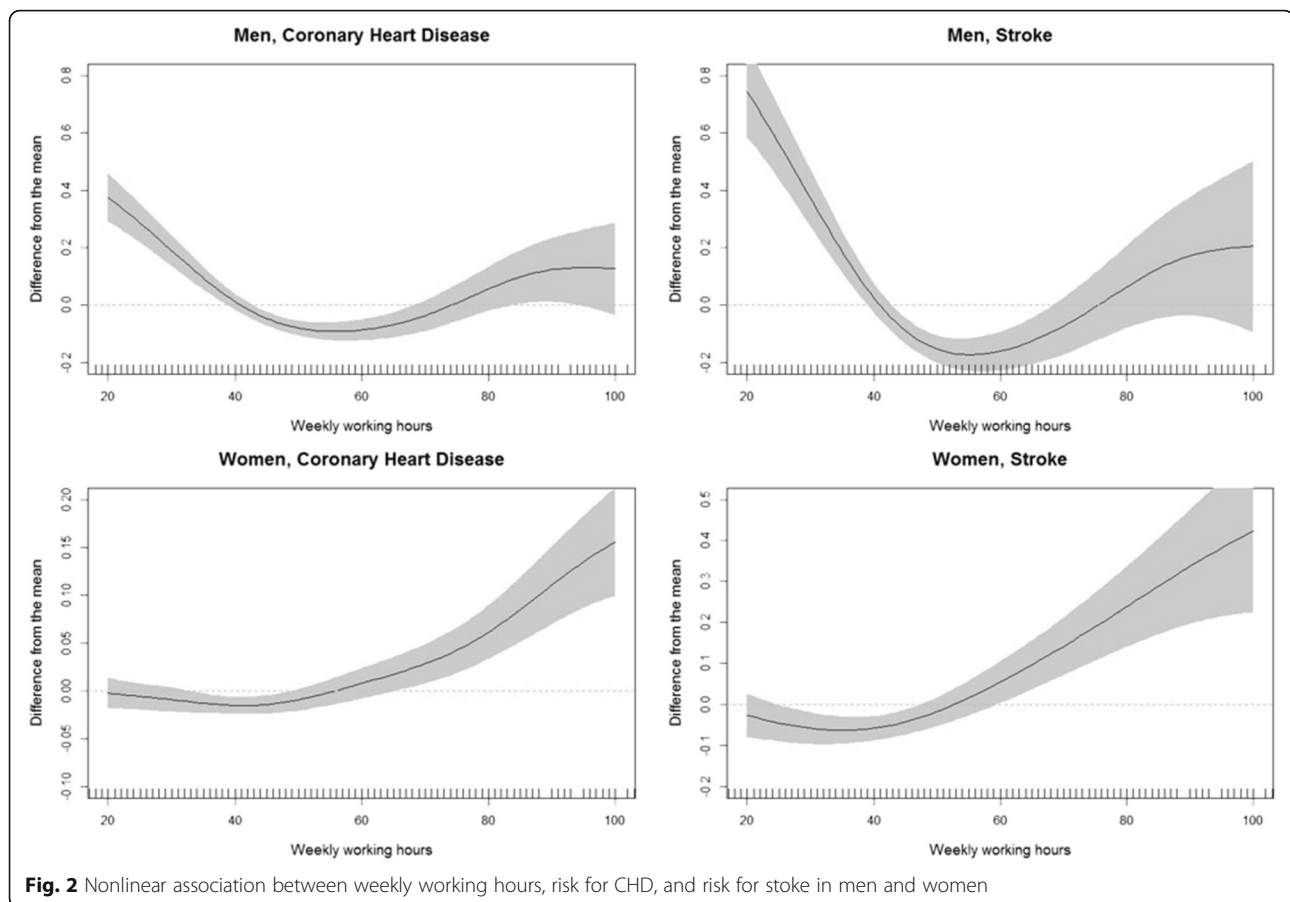 Men, Coronary Heart Disease
Difference from the mean
0.8
0.6
0.4
0.2
0.0
-0.2
20 40 60 80 100
Weekly working hours
Men, Stroke
Difference from the mean
0.8
0.6
0.4
0.2
0.0
-0.2
20 40 60 80 100
Weekly working hours
Women, Coronary Heart Disease
Difference from the mean
0.20
0.15
0.10
0.05
0.00
-0.05
-0.10
20 40 60 80 100
Weekly working hours
Women, Stroke
Difference from the mean
0.5
0.4
0.3
0.2
0.1
0.0
-0.1
-0.2
20 40 60 80 100
Weekly working hours
Fig. 2 Nonlinear association between weekly working hours, risk for CHD, and risk for stoke in men and women